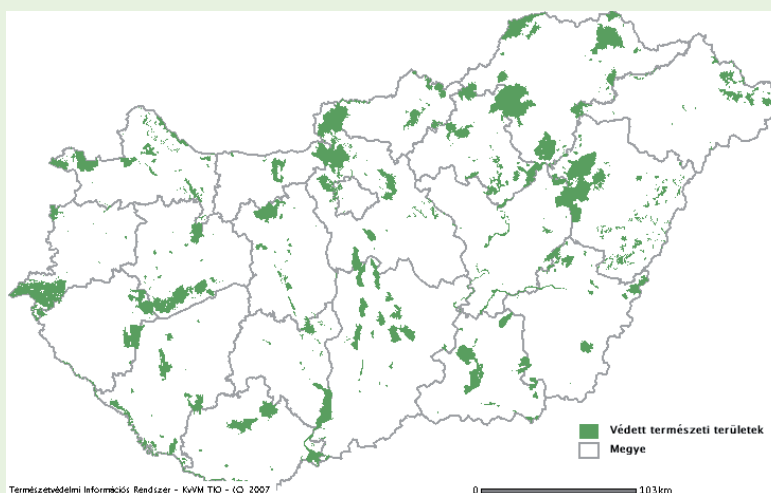 Védett természeti területek
Megye
Természetvédelmi Információs Rendszer - KvVM TIO - (C) 2007
0 103km